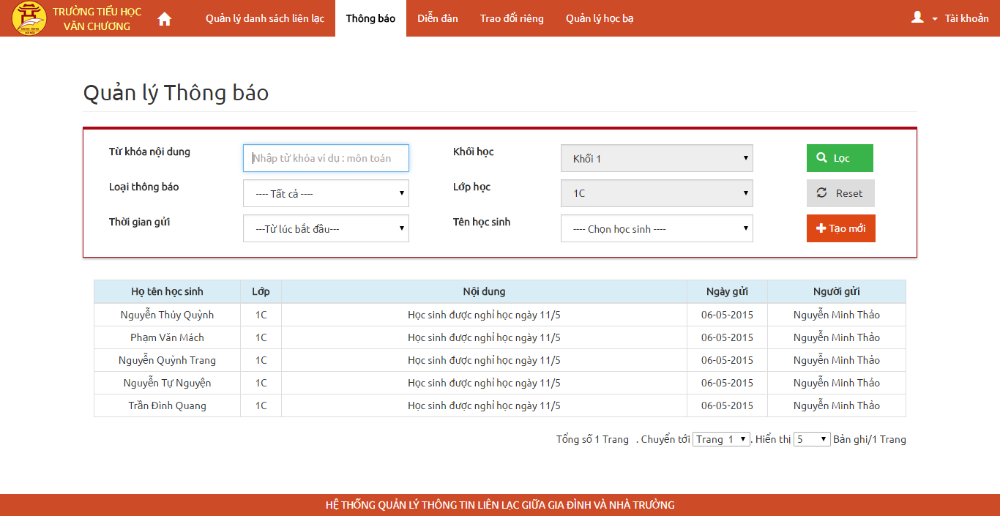 TRƯỜNG TIỂU HỌC
VĂN CHƯƠNG
Quản lý danh sách liên lạc Thông báo Diễn đàn Trao đổi riêng Quản lý học bạ Tài khoản
Quản lý Thông báo
Từ khóa nội dung Nhập từ khóa ví dụ : môn toán Khối học Khối 1 Lọc
Loại thông báo ---- Tất cả ---- Lớp học 1C Reset
Thời gian gửi ---Từ lúc bắt đầu--- Tên học sinh ---- Chọn học sinh ---- Tạo mới
Họ tên học sinh Lớp Nội dung Ngày gửi Người gửi
Nguyễn Thúy Quỳnh 1C Học sinh được nghỉ học ngày 11/5 06-05-2015 Nguyễn Minh Thảo
Phạm Văn Mách 1C Học sinh được nghỉ học ngày 11/5 06-05-2015 Nguyễn Minh Thảo
Nguyễn Quỳnh Trang 1C Học sinh được nghỉ học ngày 11/5 06-05-2015 Nguyễn Minh Thảo
Nguyễn Tự Nguyện 1C Học sinh được nghỉ học ngày 11/5 06-05-2015 Nguyễn Minh Thảo
Trần Đình Quang 1C Học sinh được nghỉ học ngày 11/5 06-05-2015 Nguyễn Minh Thảo
Tổng số 1 Trang . Chuyển tới Trang 1 . Hiển thị 5 Bản ghi/1 Trang
HỆ THỐNG QUẢN LÝ THÔNG TIN LIÊN LẠC GIỮA GIA ĐÌNH VÀ NHÀ TRƯỜNG